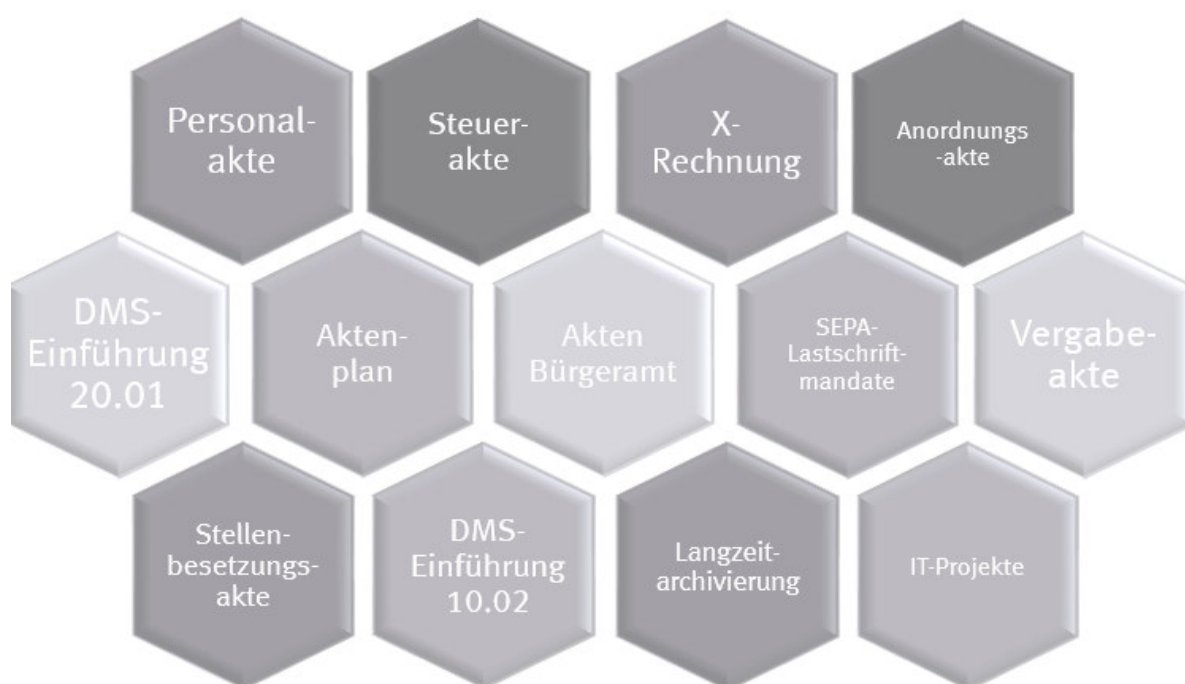 Personal-
akte
Steuer-
akte
X-
Rechnung
Anordnungs
-akte
DMS-
Einführung
20.01
Akten-
plan
Akten
Bürgeramt
SEPA-
Lastschrift-
mandate
Vergabe-
akte
Stellen-
besetzungs-
akte
DMS-
Einführung
10.02
Langzeit-
archivierung
IT-Projekte